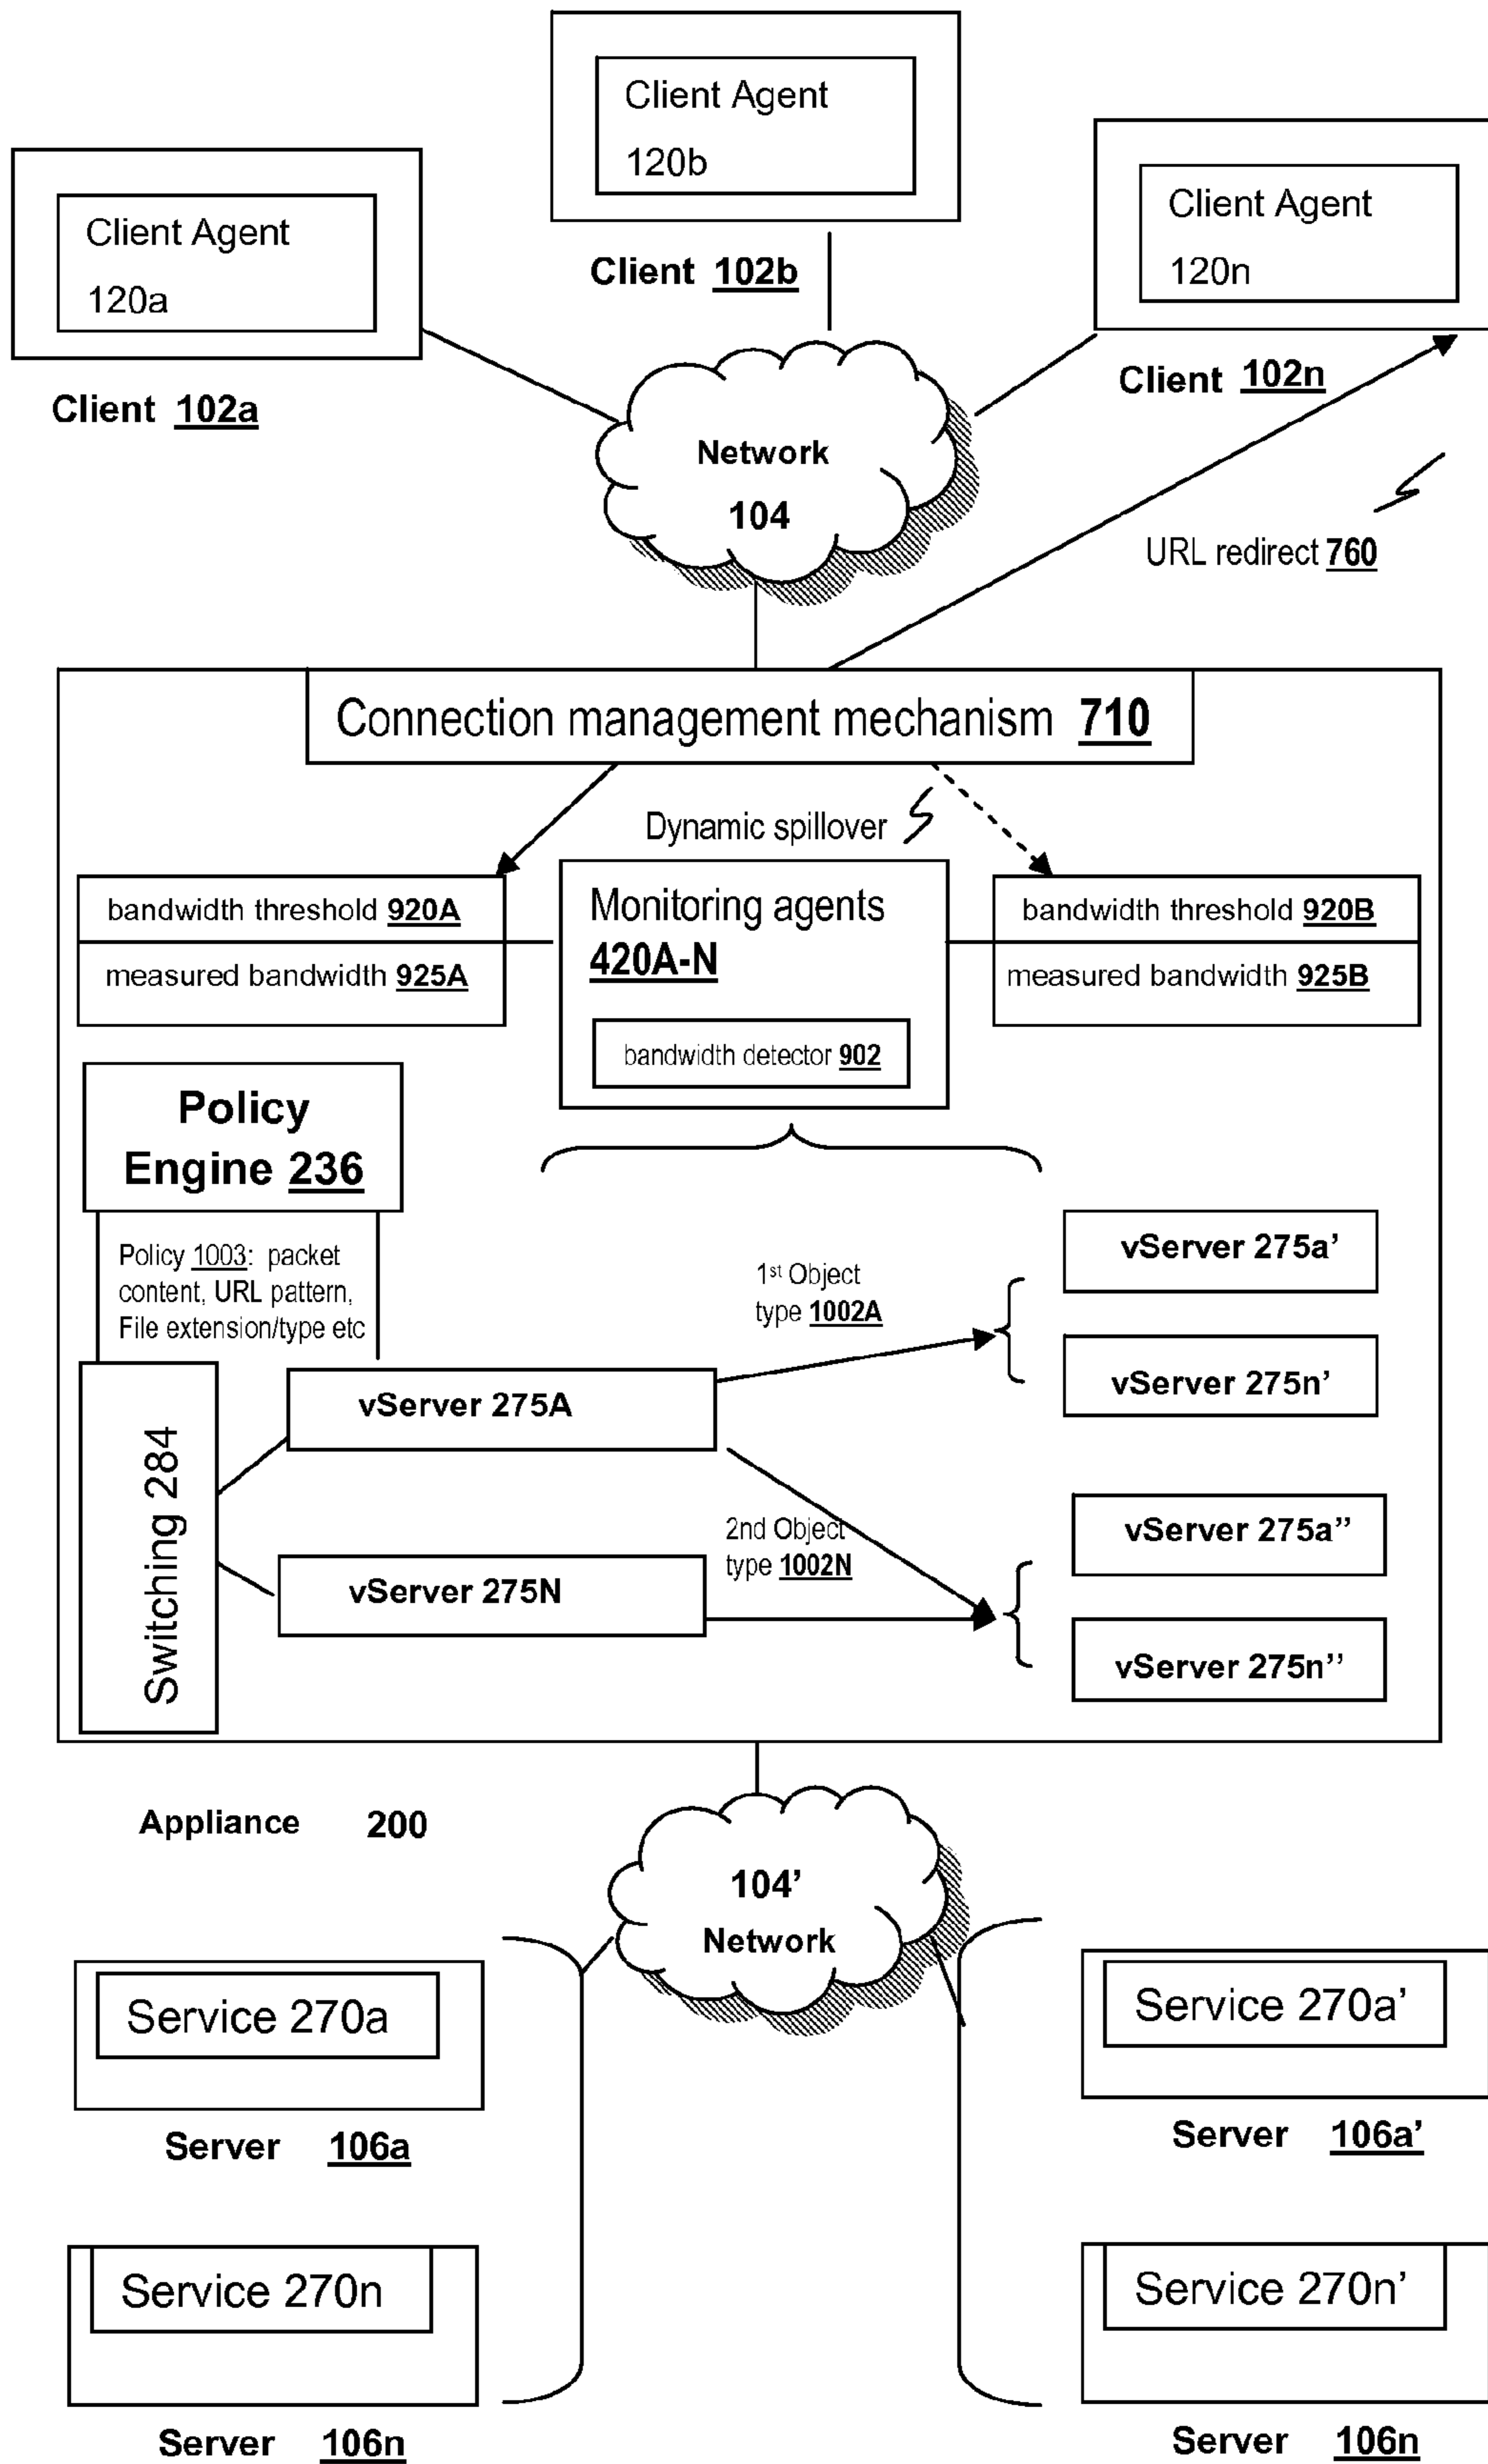 Client Agent
120b
Client 102b
Client Agent
120a
Client 102a
Client Agent
120n
Client 102n
Network
104
URL redirect 760
Connection management mechanism 710
Dynamic spillover
bandwidth threshold 920A
measured bandwidth 925A
Monitoring agents
420A-N
bandwidth detector 902
bandwidth threshold 920B
measured bandwidth 925B
Policy
Engine 236
Policy 1003: packet
content, URL pattern,
File extension/type etc
Switching 284
vServer 275A
vServer 275N
1st Object
type 1002A
2nd Object
type 1002N
vServer 275a’
vServer 275n’
vServer 275a’’
vServer 275n’’
Appliance 200
104’
Network
Service 270a
Server 106a
Service 270n
Server 106n
Service 270a’
Server 106a’
Service 270n’
Server 106n